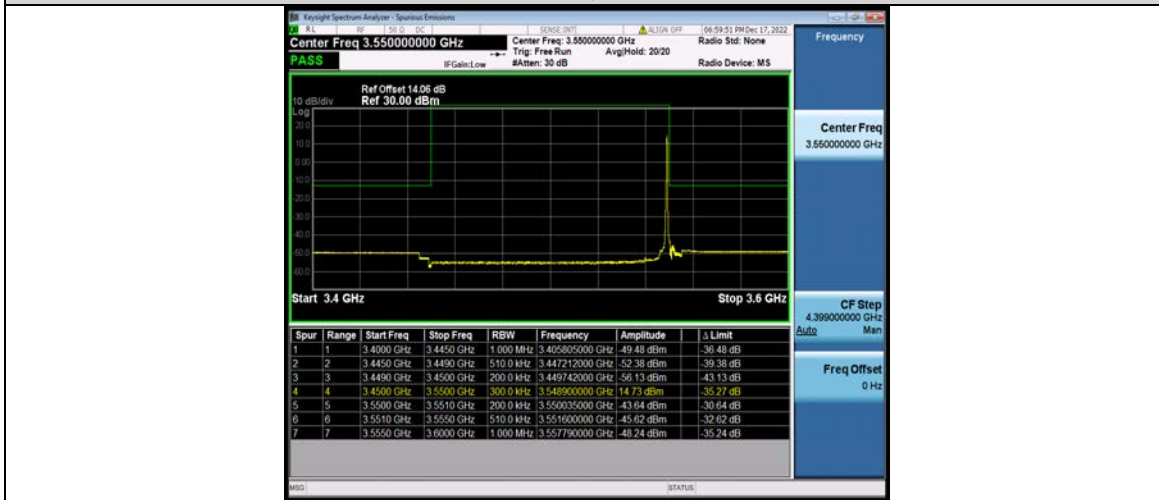 Keysight Spectrum Analyzer - Spurious Emissions
RL RF 50 Ω DC SENSE:INT ALIGN OFF 06:59:51 PM Dec 17, 2022
Center Freq 3.550000000 GHz
Center Freq: 3.550000000 GHz
Radio Std: None
Trig: Free Run
Avg|Hold: 20/20
PASS
IFGain:Low
#Atten: 30 dB
Radio Device: MS
Ref Offset 14.06 dB
10 dB/div Ref 30.00 dBm
Log
20.0
10.0
0.00
-10.0
-20.0
-30.0
-40.0
-50.0
-60.0
Start 3.4 GHz Stop 3.6 GHz
Spur Range Start Freq Stop Freq RBW Frequency Amplitude Δ Limit
1 1 3.4000 GHz 3.4450 GHz 1.000 MHz 3.405805000 GHz -49.48 dBm -36.48 dB
2 2 3.4450 GHz 3.4490 GHz 510.0 kHz 3.447212000 GHz -52.38 dBm -39.38 dB
3 3 3.4490 GHz 3.4500 GHz 200.0 kHz 3.449742000 GHz -56.13 dBm -43.13 dB
4 4 3.4500 GHz 3.5500 GHz 300.0 kHz 3.548900000 GHz 14.73 dBm -35.27 dB
5 5 3.5500 GHz 3.5510 GHz 200.0 kHz 3.550035000 GHz -43.64 dBm -30.64 dB
6 6 3.5510 GHz 3.5550 GHz 510.0 kHz 3.551600000 GHz -45.62 dBm -32.62 dB
7 7 3.5550 GHz 3.6000 GHz 1.000 MHz 3.557790000 GHz -48.24 dBm -35.24 dB
MSG STATUS
Frequency
Center Freq
3.550000000 GHz
CF Step
4.399000000 GHz
Auto Man
Freq Offset
0 Hz